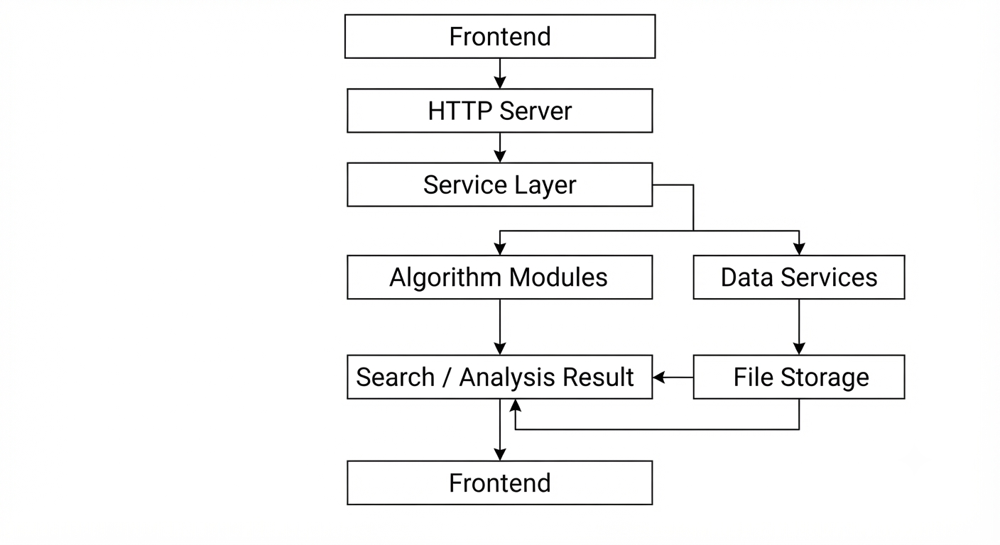 Frontend
HTTP Server
Service Layer
Algorithm Modules
Data Services
Search / Analysis Result
File Storage
Frontend